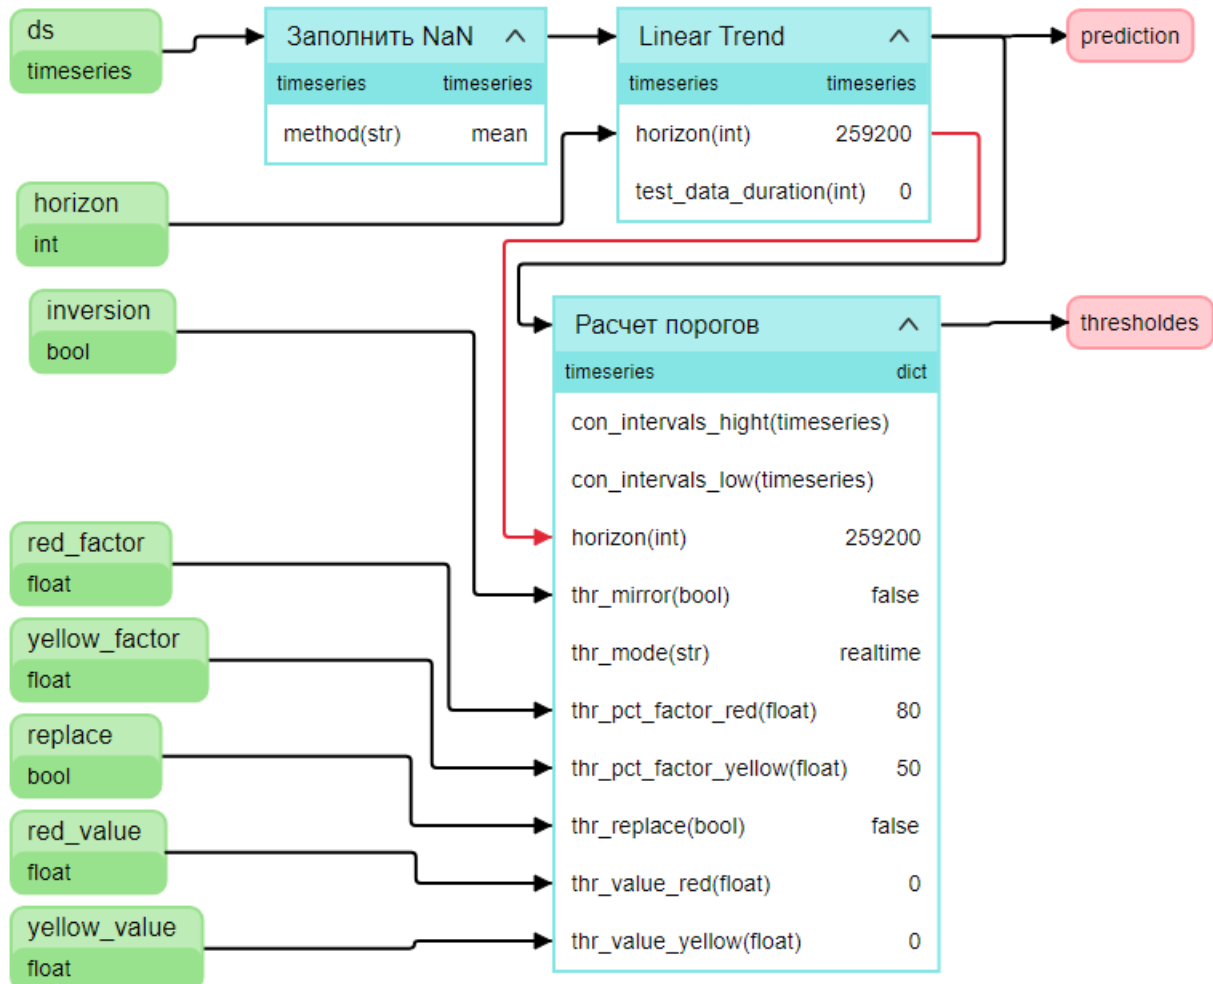 ds
timeseries
Заполнить NaN
timeseries timeseries
method(str) mean
Linear Trend
timeseries timeseries
horizon(int) 259200
test_data_duration(int) 0
prediction
horizon
int
inversion
bool
Расчет порогов
timeseries dict
con_intervals_hight(timeseries)
con_intervals_low(timeseries)
horizon(int) 259200
thr_mirror(bool) false
thr_mode(str) realtime
thr_pct_factor_red(float) 80
thr_pct_factor_yellow(float) 50
thr_replace(bool) false
thr_value_red(float) 0
thr_value_yellow(float) 0
thresholdes
red_factor
float
yellow_factor
float
replace
bool
red_value
float
yellow_value
float